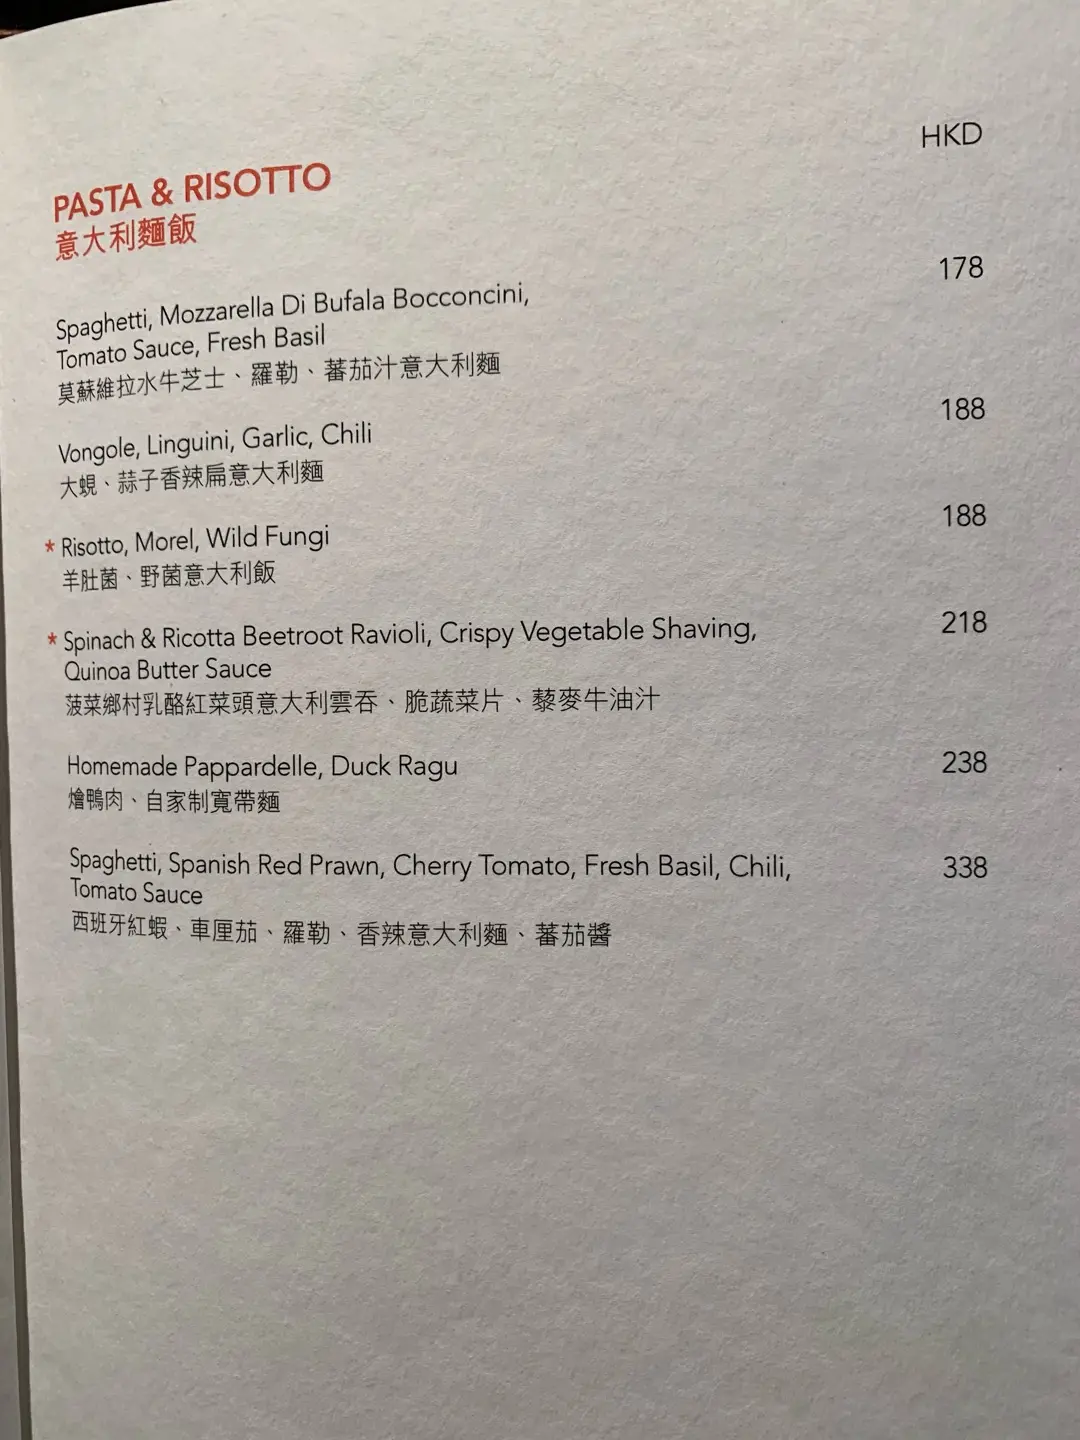 HKD
PASTA & RISOTTO
意大利麵飯
Spaghetti, Mozzarella Di Bufala Bocconcini, 178
Tomato Sauce, Fresh Basil
莫蘇維拉水牛芝士、羅勒、蕃茄汁意大利麵
Vongole, Linguini, Garlic, Chili 188
大蜆、蒜子香辣扁意大利麵
* Risotto, Morel, Wild Fungi 188
羊肚菌、野菌意大利飯
* Spinach & Ricotta Beetroot Ravioli, Crispy Vegetable Shaving, 218
Quinoa Butter Sauce
菠菜鄉村乳酪紅菜頭意大利雲吞、脆蔬菜片、藜麥牛油汁
Homemade Pappardelle, Duck Ragu 238
燴鴨肉、自家制寬帶麵
Spaghetti, Spanish Red Prawn, Cherry Tomato, Fresh Basil, Chili, 338
Tomato Sauce
西班牙紅蝦、車厘茄、羅勒、香辣意大利麵、蕃茄醬